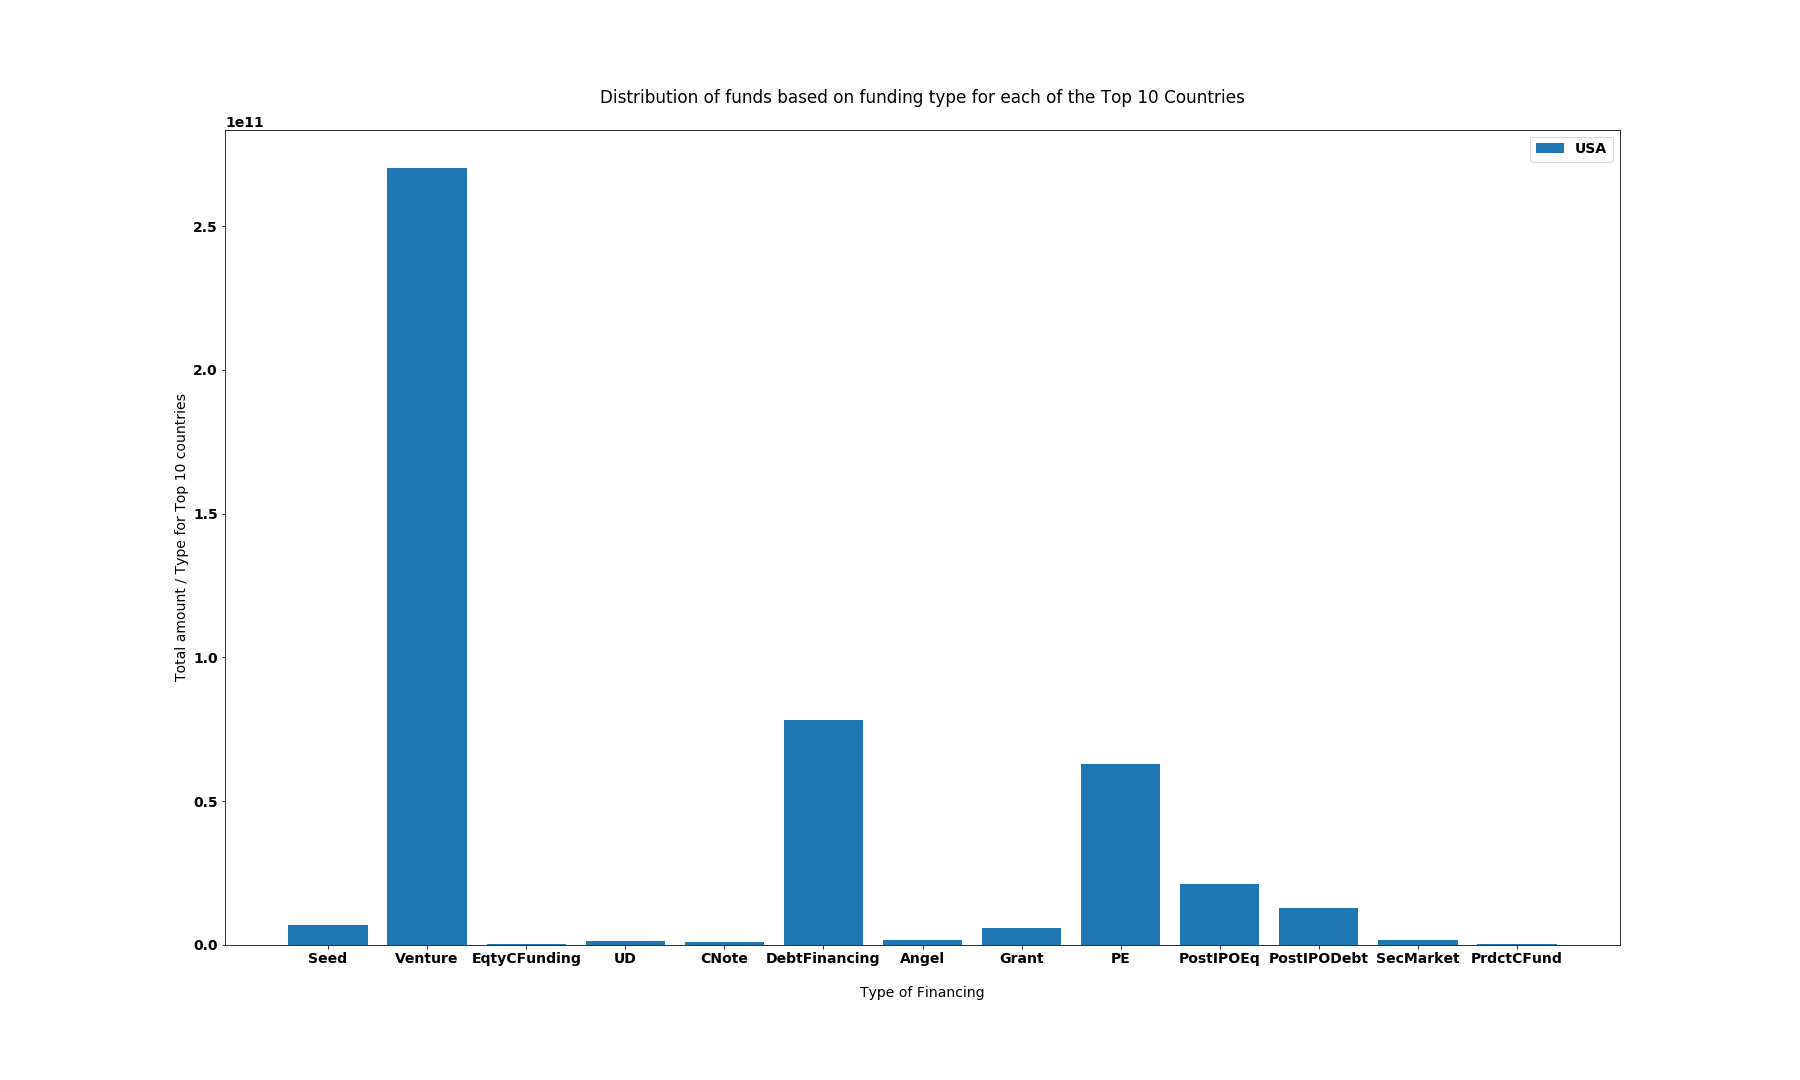 Distribution of funds based on funding type for each of the Top 10 Countries
1e11
USA
2.5
2.0
1.5
1.0
0.5
0.0
Total amount / Type for Top 10 countries
Seed Venture EqtyCFunding UD CNote DebtFinancing Angel Grant PE PostIPOEq PostIPODebt SecMarket PrdctCFund
Type of Financing